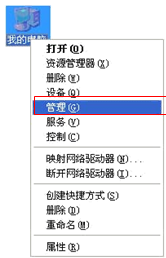 我的电脑
打开(O)
资源管理器(X)
删除(W)
设备(Q)
管理(G)
服务(V)
控制(C)
映射网络驱动器(N)...
断开网络驱动器(I)...
创建快捷方式(S)
删除(D)
重命名(M)
属性(R)